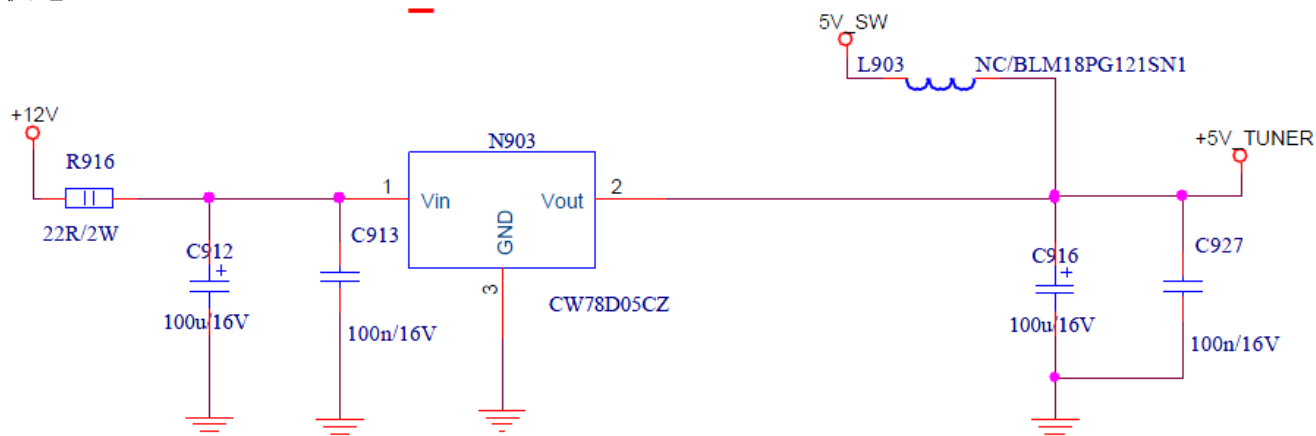 5V_SW
L903 NC/BLM18PG121SN1
+12V
N903
+5V_TUNER
R916
1 Vin Vout 2
22R/2W
GND
C912 C913
C916 C927
+ +
3
CW78D05CZ
100u/16V 100n/16V
100u/16V 100n/16V